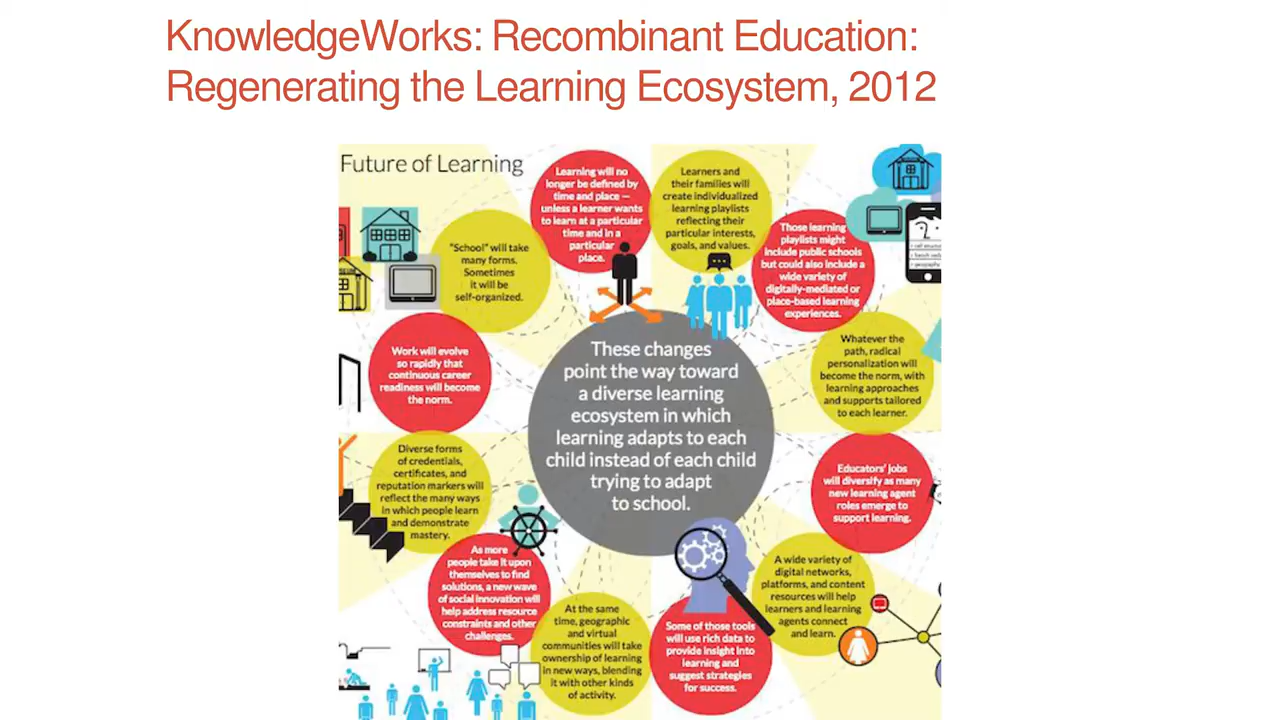 KnowledgeWorks: Recombinant Education:
Regenerating the Learning Ecosystem, 2012
Future of Learning
Learning will no
longer be defined by
time and place —
unless a learner wants
to learn at a particular
time and in a
particular
place.
Learners and
their families will
create individualized
learning playlists
reflecting their
particular interests,
goals, and values.
Those learning
playlists might
include public schools
but could also include a
wide variety of
digitally-mediated or
place-based learning
experiences.
Whatever the
path, radical
personalization will
become the norm, with
learning approaches
and supports tailored
to each learner.
Educators' jobs
will diversify as many
new learning agent
roles emerge to
support learning.
A wide variety of
digital networks,
platforms, and content
resources will help
learners and learning
agents connect
and learn.
Some of those tools
will use rich data to
provide insight into
learning and
suggest strategies
for success.
At the same
time, geographic
and virtual
communities will take
ownership of learning
in new ways, blending
it with other kinds
of activity.
As more
people take it upon
themselves to find
solutions, a new wave
of social innovation will
help address resource
constraints and other
challenges.
Diverse forms
of credentials,
certificates, and
reputation markers will
reflect the many ways
in which people learn
and demonstrate
mastery.
Work will evolve
so rapidly that
continuous career
readiness will become
the norm.
"School" will take
many forms.
Sometimes
it will be
self-organized.
These changes
point the way toward
a diverse learning
ecosystem in which
learning adapts to each
child instead of each child
trying to adapt
to school.